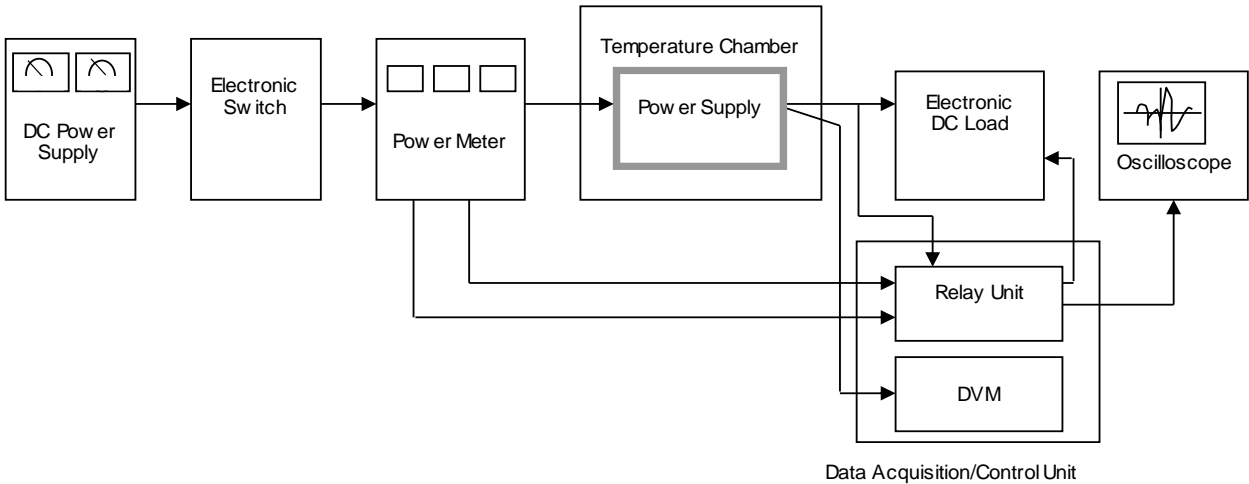 DC Power
Supply
Electronic
Switch
Power Meter
Temperature Chamber
Power Supply
Electronic
DC Load
Oscilloscope
Relay Unit
DVM
Data Acquisition/Control Unit